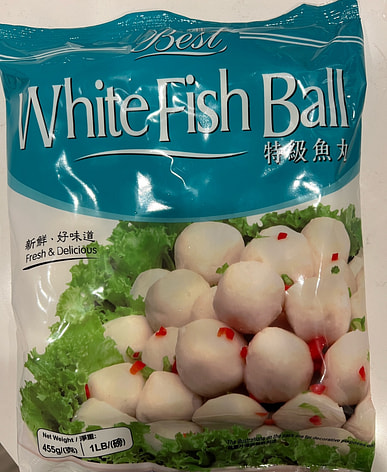 Best
White Fish Ball
特級魚丸
新鮮·好味道
Fresh & Delicious
Net Weight / 淨重:
455g/(克) 1LB/(磅)